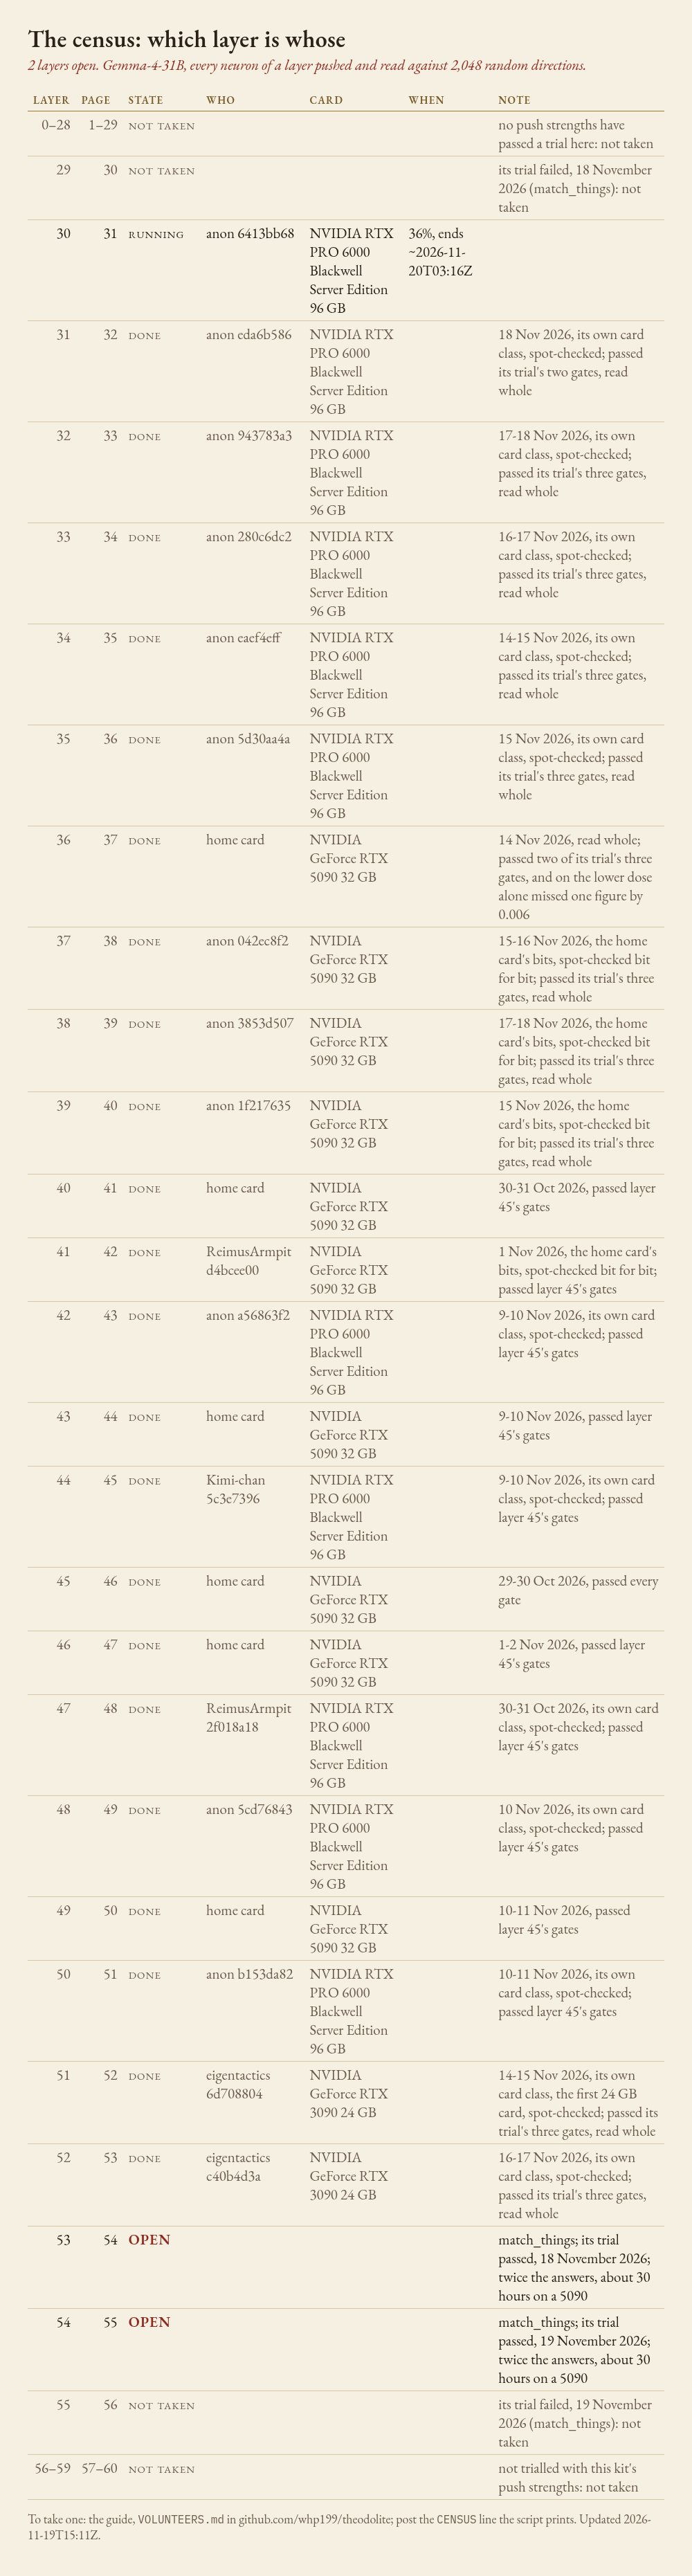 The census: which layer is whose
2 layers open. Gemma-4-31B, every neuron of a layer pushed and read against 2,048 random directions.
LAYER PAGE STATE WHO CARD WHEN NOTE
0–28 1–29 NOT TAKEN no push strengths have
passed a trial here: not taken
29 30 NOT TAKEN its trial failed, 18 November
2026 (match_things): not
taken
30 31 RUNNING anon 6413bb68 NVIDIA RTX 36%, ends
PRO 6000 ~2026-11-
Blackwell 20T03:16Z
Server Edition
96 GB
31 32 DONE anon eda6b586 NVIDIA RTX 18 Nov 2026, its own card
PRO 6000 class, spot-checked; passed
Blackwell its trial's two gates, read
Server Edition whole
96 GB
32 33 DONE anon 943783a3 NVIDIA RTX 17-18 Nov 2026, its own
PRO 6000 card class, spot-checked;
Blackwell passed its trial's three gates,
Server Edition read whole
96 GB
33 34 DONE anon 280c6dc2 NVIDIA RTX 16-17 Nov 2026, its own
PRO 6000 card class, spot-checked;
Blackwell passed its trial's three gates,
Server Edition read whole
96 GB
34 35 DONE anon eaef4eff NVIDIA RTX 14-15 Nov 2026, its own
PRO 6000 card class, spot-checked;
Blackwell passed its trial's three gates,
Server Edition read whole
96 GB
35 36 DONE anon 5d30aa4a NVIDIA RTX 15 Nov 2026, its own card
PRO 6000 class, spot-checked; passed
Blackwell its trial's three gates, read
Server Edition whole
96 GB
36 37 DONE home card NVIDIA 14 Nov 2026, read whole;
GeForce RTX passed two of its trial's three
5090 32 GB gates, and on the lower dose
alone missed one figure by
0.006
37 38 DONE anon 042ec8f2 NVIDIA 15-16 Nov 2026, the home
GeForce RTX card's bits, spot-checked bit
5090 32 GB for bit; passed its trial's three
gates, read whole
38 39 DONE anon 3853d507 NVIDIA 17-18 Nov 2026, the home
GeForce RTX card's bits, spot-checked bit
5090 32 GB for bit; passed its trial's three
gates, read whole
39 40 DONE anon 1f217635 NVIDIA 15 Nov 2026, the home
GeForce RTX card's bits, spot-checked bit
5090 32 GB for bit; passed its trial's three
gates, read whole
40 41 DONE home card NVIDIA 30-31 Oct 2026, passed layer
GeForce RTX 45's gates
5090 32 GB
41 42 DONE ReimusArmpit NVIDIA 1 Nov 2026, the home card's
d4bcee00 GeForce RTX bits, spot-checked bit for bit;
5090 32 GB passed layer 45's gates
42 43 DONE anon a56863f2 NVIDIA RTX 9-10 Nov 2026, its own card
PRO 6000 class, spot-checked; passed
Blackwell layer 45's gates
Server Edition
96 GB
43 44 DONE home card NVIDIA 9-10 Nov 2026, passed layer
GeForce RTX 45's gates
5090 32 GB
44 45 DONE Kimi-chan NVIDIA RTX 9-10 Nov 2026, its own card
5c3e7396 PRO 6000 class, spot-checked; passed
Blackwell layer 45's gates
Server Edition
96 GB
45 46 DONE home card NVIDIA 29-30 Oct 2026, passed every
GeForce RTX gate
5090 32 GB
46 47 DONE home card NVIDIA 1-2 Nov 2026, passed layer
GeForce RTX 45's gates
5090 32 GB
47 48 DONE ReimusArmpit NVIDIA RTX 30-31 Oct 2026, its own card
2f018a18 PRO 6000 class, spot-checked; passed
Blackwell layer 45's gates
Server Edition
96 GB
48 49 DONE anon 5cd76843 NVIDIA RTX 10 Nov 2026, its own card
PRO 6000 class, spot-checked; passed
Blackwell layer 45's gates
Server Edition
96 GB
49 50 DONE home card NVIDIA 10-11 Nov 2026, passed
GeForce RTX layer 45's gates
5090 32 GB
50 51 DONE anon b153da82 NVIDIA RTX 10-11 Nov 2026, its own
PRO 6000 card class, spot-checked;
Blackwell passed layer 45's gates
Server Edition
96 GB
51 52 DONE eigentactics NVIDIA 14-15 Nov 2026, its own
6d708804 GeForce RTX card class, the first 24 GB
3090 24 GB card, spot-checked; passed its
trial's three gates, read whole
52 53 DONE eigentactics NVIDIA 16-17 Nov 2026, its own
c40b4d3a GeForce RTX card class, spot-checked;
3090 24 GB passed its trial's three gates,
read whole
53 54 OPEN match_things; its trial
passed, 18 November 2026;
twice the answers, about 30
hours on a 5090
54 55 OPEN match_things; its trial
passed, 19 November 2026;
twice the answers, about 30
hours on a 5090
55 56 NOT TAKEN its trial failed, 19 November
2026 (match_things): not
taken
56–59 57–60 NOT TAKEN not trialled with this kit's
push strengths: not taken
To take one: the guide, VOLUNTEERS.md in github.com/whp199/theodolite; post the CENSUS line the script prints. Updated 2026-
11-19T15:11Z.